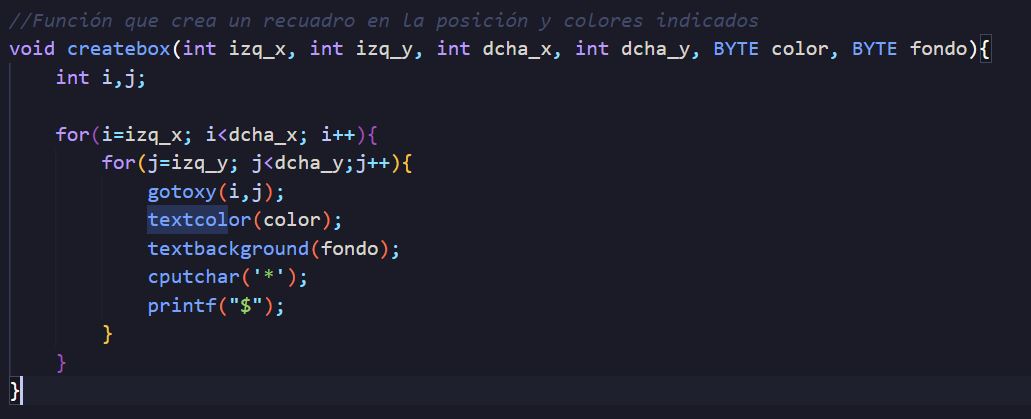 //Función que crea un recuadro en la posición y colores indicados
void createbox(int izq_x, int izq_y, int dcha_x, int dcha_y, BYTE color, BYTE fondo){
    int i,j;

    for(i=izq_x; i<dcha_x; i++){
        for(j=izq_y; j<dcha_y;j++){
            gotoxy(i,j);
            textcolor(color);
            textbackground(fondo);
            cputchar('*');
            printf("$");
        }
    }
}